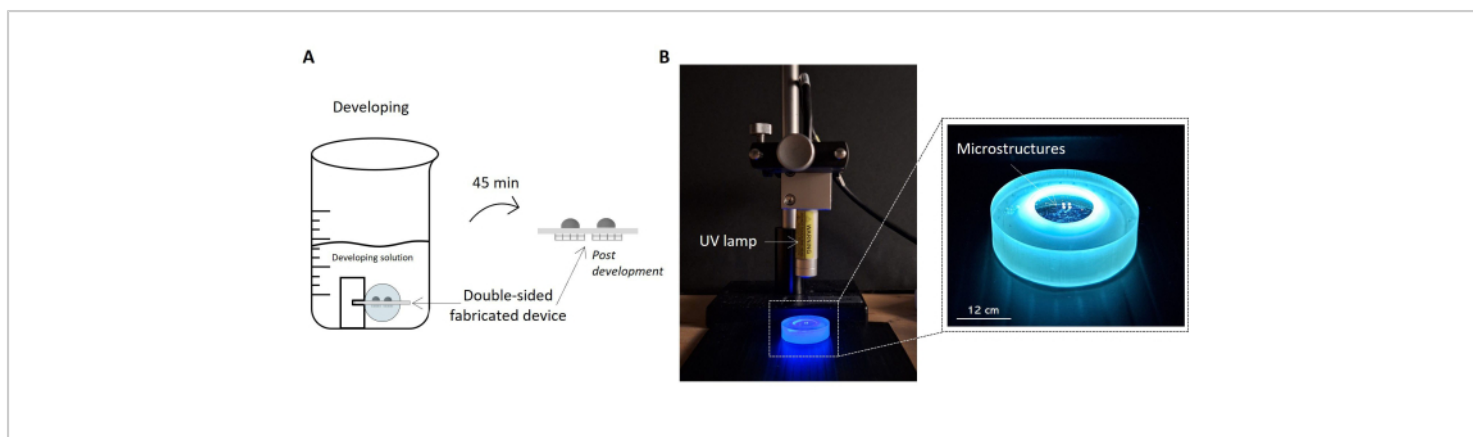 A
Developing
45 min
Developing solution
Post
development
Double-sided
fabricated device
B
UV lamp
Microstructures
12 cm